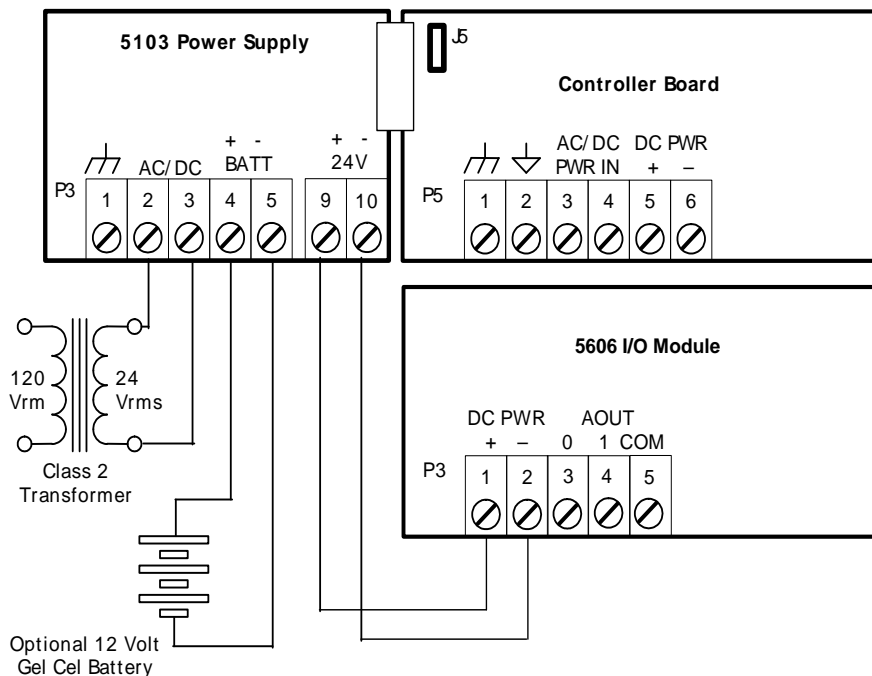 5103 Power Supply
AC/DC
+ -
BATT
+ -
24V
P3
1 2 3 4 5 9 10
J5
Controller Board
AC/DC
PWR IN
DC PWR
+ –
P5
1 2 3 4 5 6
120
Vrm
24
Vrms
Class 2
Transformer
Optional 12 Volt
Gel Cel Battery
5606 I/O Module
DC PWR
+ –
AOUT
0 1 COM
P3
1 2 3 4 5